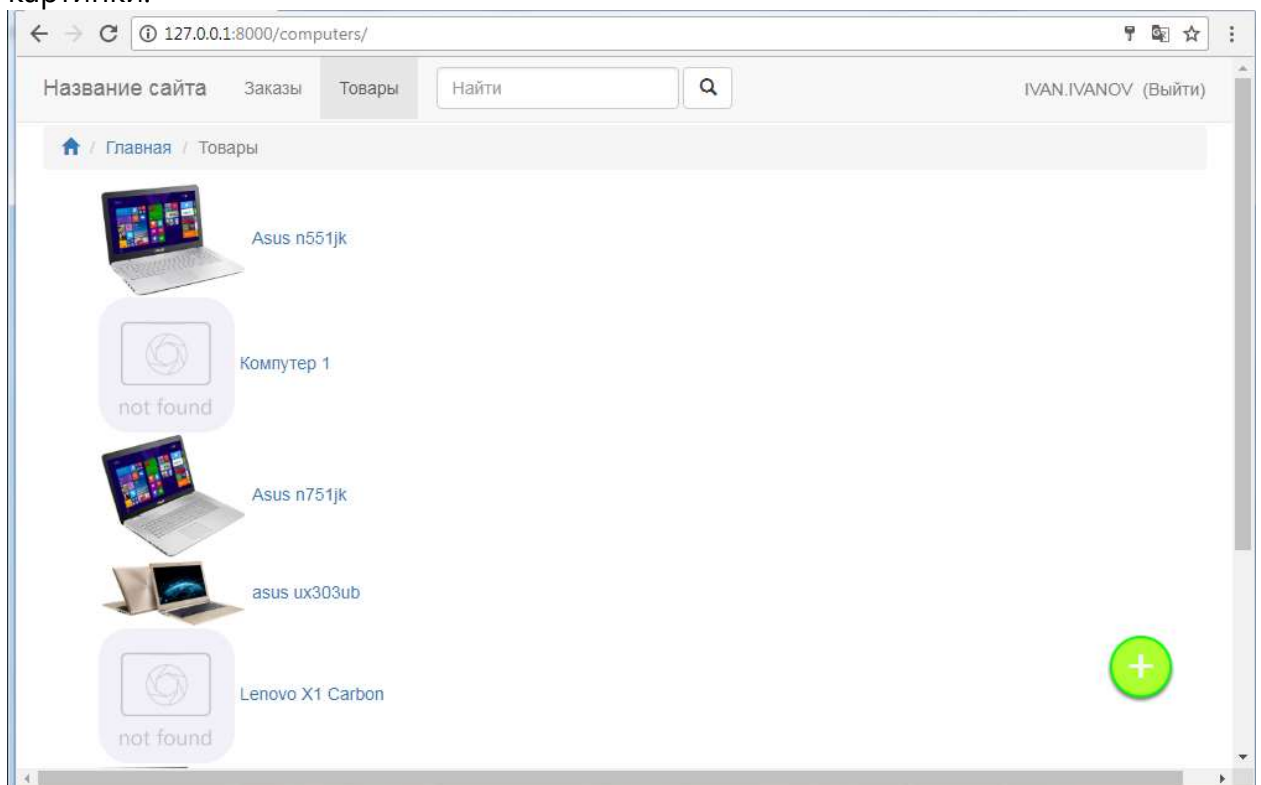 картинки.
127.0.0.1:8000/computers/
Название сайта Заказы Товары Найти IVAN.IVANOV (Выйти)
/ Главная / Товары
Asus n551jk
not found
Компутер 1
Asus n751jk
asus ux303ub
not found
Lenovo X1 Carbon